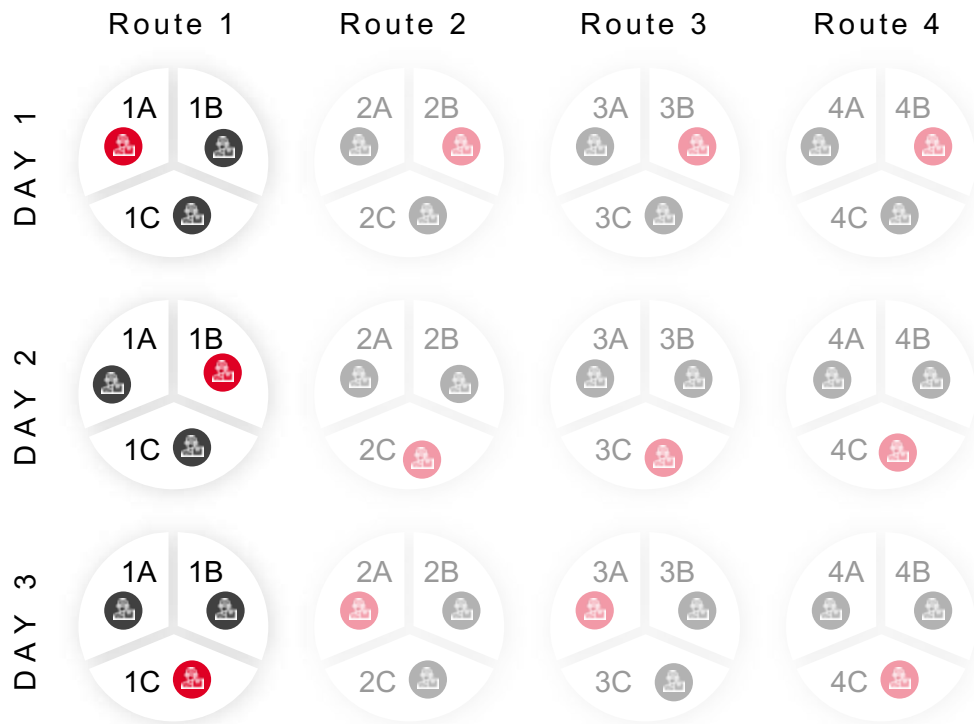 Route 1 Route 2 Route 3 Route 4
DAY 1
1A 1B 2A 2B 3A 3B 4A 4B
1C 2C 3C 4C
DAY 2
1A 1B 2A 2B 3A 3B 4A 4B
1C 2C 3C 4C
DAY 3
1A 1B 2A 2B 3A 3B 4A 4B
1C 2C 3C 4C